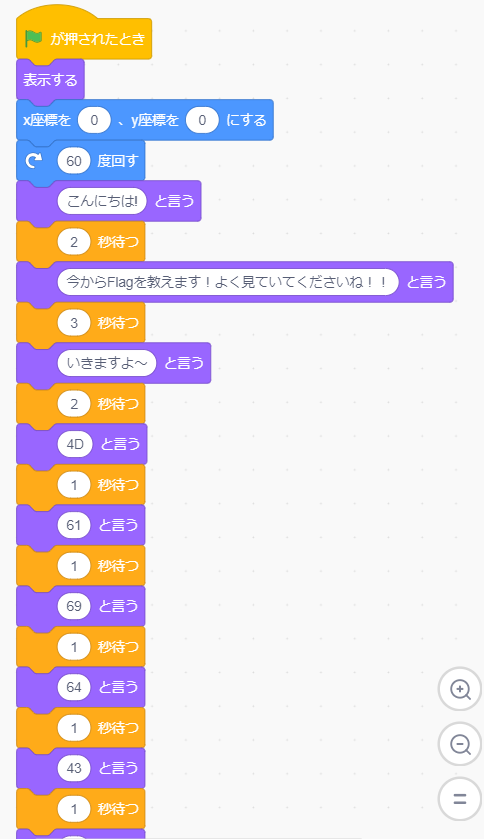 が押されたとき
表示する
x座標を 0 、y座標を 0 にする
60 度回す
こんにちは! と言う
2 秒待つ
今からFlagを教えます！よく見ていてくださいね！！ と言う
3 秒待つ
いきますよ～ と言う
2 秒待つ
4D と言う
1 秒待つ
61 と言う
1 秒待つ
69 と言う
1 秒待つ
64 と言う
1 秒待つ
43 と言う
1 秒待つ